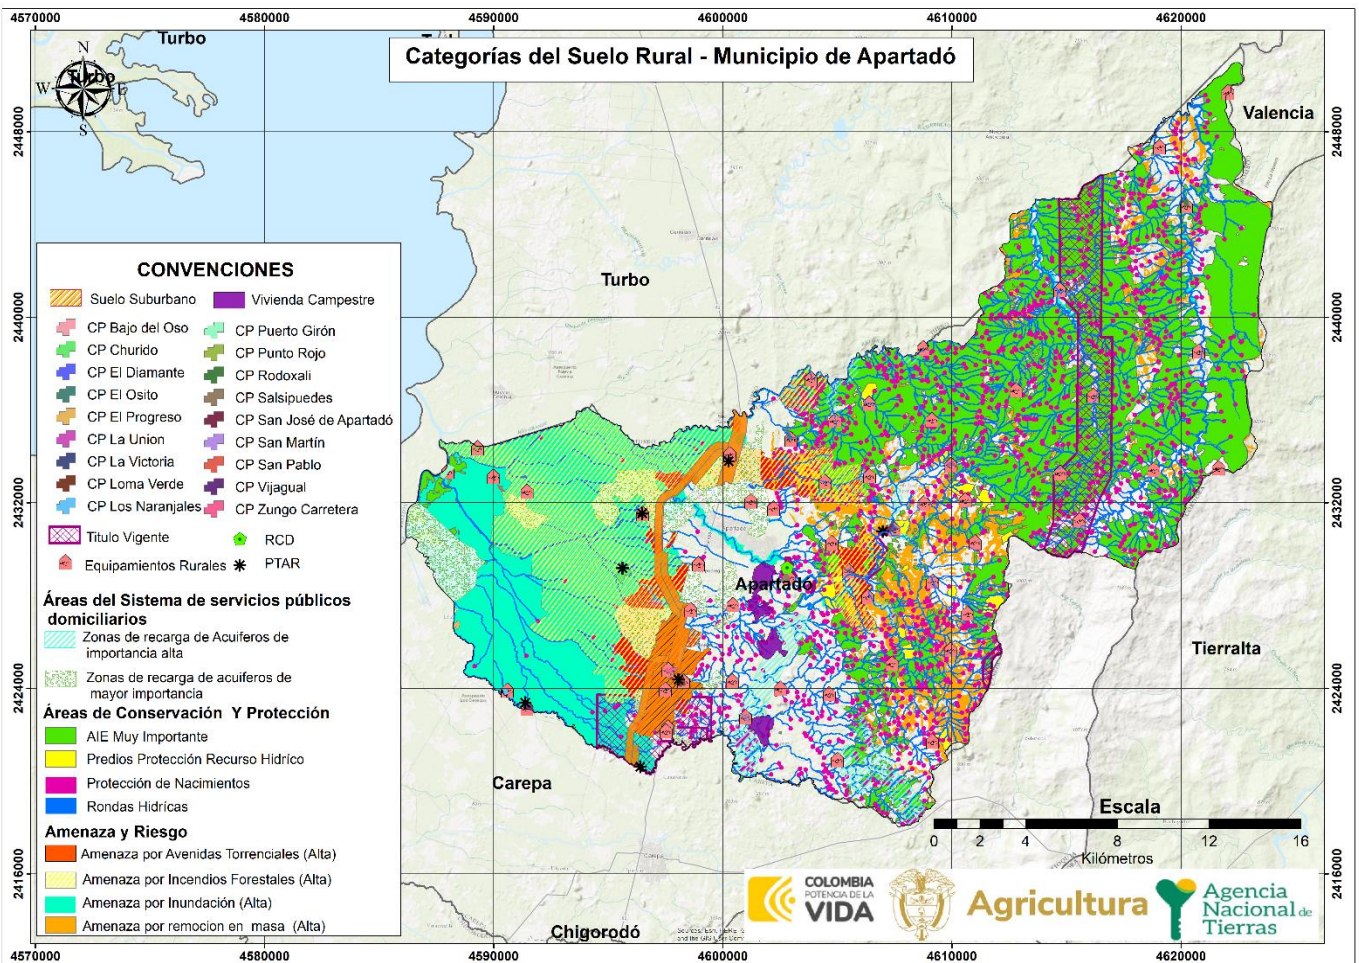 4570000 4580000 4590000 4600000 4610000 4620000
Turbo
Categorías del Suelo Rural - Municipio de Apartadó
N
Turbo
W E
S
Valencia
2448000 2448000
CONVENCIONES
Suelo Suburbano Vivienda Campestre
CP Bajo del Oso CP Puerto Girón
CP Churido CP Punto Rojo
CP El Diamante CP Rodoxali
CP El Osito CP Salsipuedes
CP El Progreso CP San José de Apartadó
CP La Union CP San Martín
CP La Victoria CP San Pablo
CP Loma Verde CP Vijagual
CP Los Naranjales CP Zungo Carretera
Titulo Vigente RCD
Equipamientos Rurales PTAR
Áreas del Sistema de servicios públicos
domiciliarios
Zonas de recarga de Acuiferos de
importancia alta
Zonas de recarga de acuiferos de
mayor importancia
Áreas de Conservación Y Protección
AIE Muy Importante
Predios Protección Recurso Hidríco
Protección de Nacimientos
Rondas Hidrícas
Amenaza y Riesgo
Amenaza por Avenidas Torrenciales (Alta)
Amenaza por Incendios Forestales (Alta)
Amenaza por Inundación (Alta)
Amenaza por remocion en masa (Alta)
Turbo
2440000 2440000
2432000 2432000
Apartadó
Apartadó
Tierralta
2424000 2424000
Carepa
Escala
0 2 4 8 12 16
Kilómetros
Carepa
2416000 2416000
COLOMBIA
POTENCIA DE LA
VIDA
Agricultura
Agencia
Nacional de
Tierras
Chigorodó
4570000 4580000 4590000 4600000 4610000 4620000